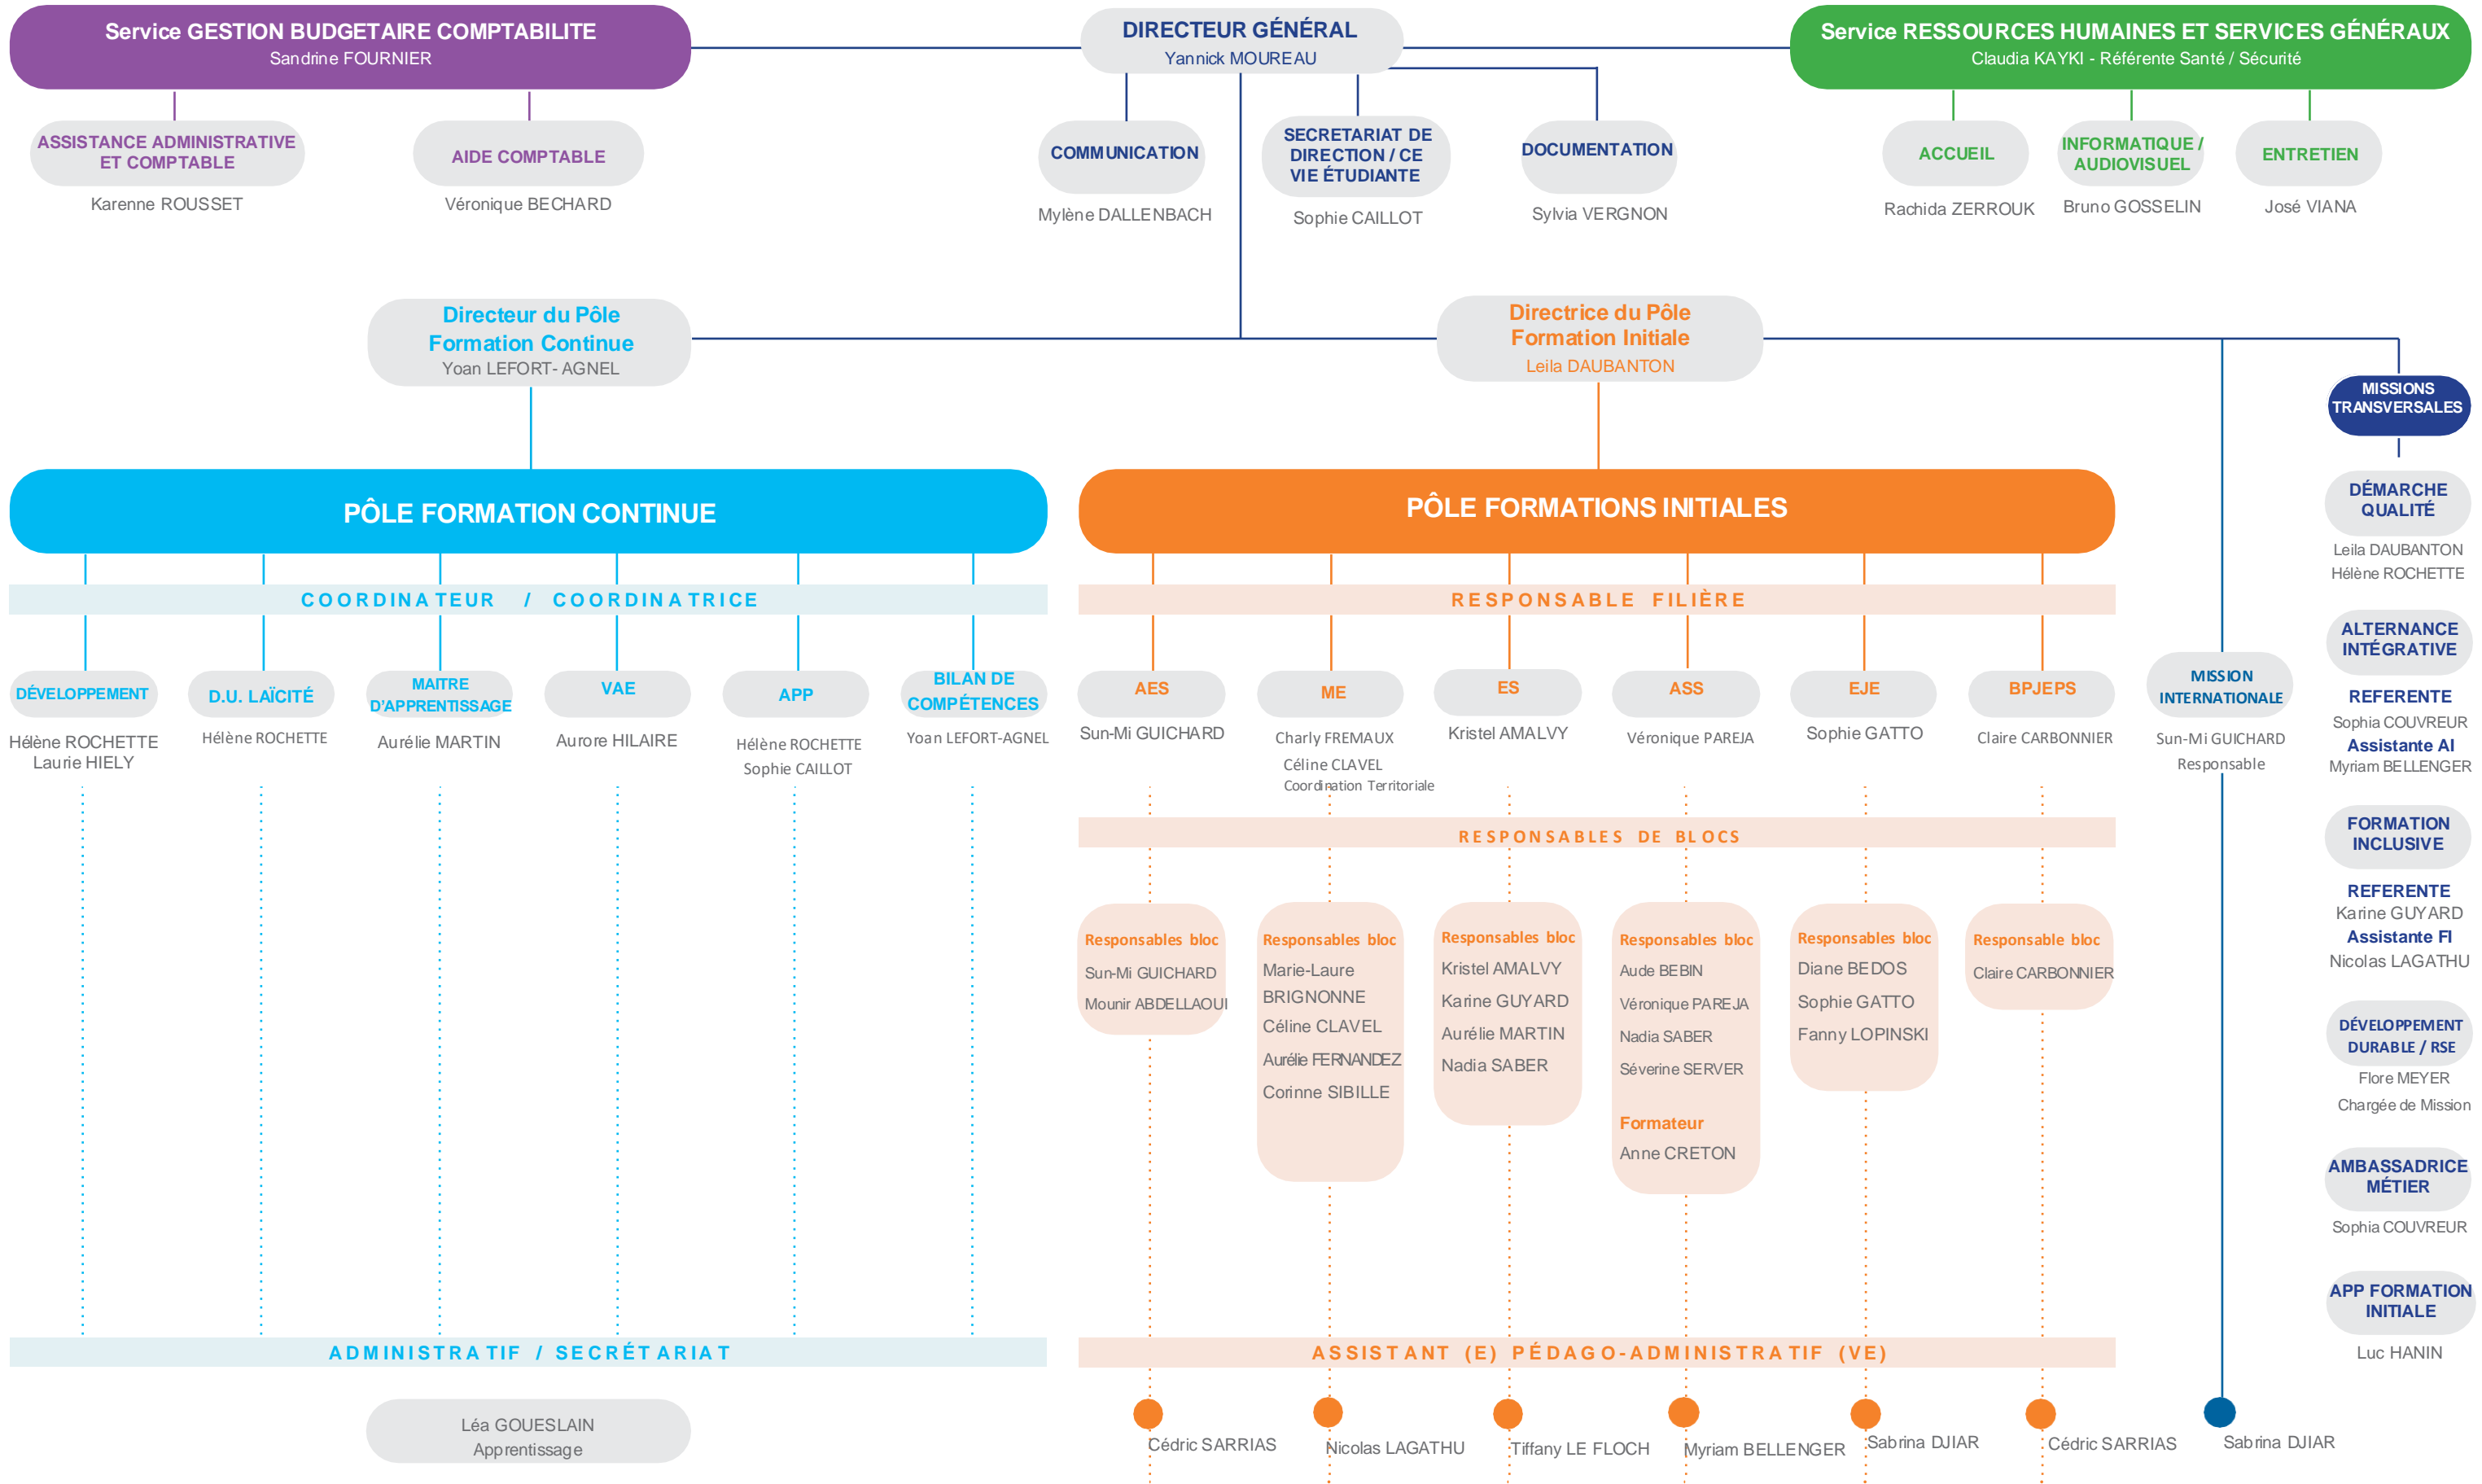 Service GESTION BUDGETAIRE COMPTABILITE
Sandrine FOURNIER
DIRECTEUR GÉNÉRAL
Yannick MOUREAU
Service RESSOURCES HUMAINES ET SERVICES GÉNÉRAUX
Claudia KAYKI - Référente Santé / Sécurité
ASSISTANCE ADMINISTRATIVE
ET COMPTABLE
Karenne ROUSSET
AIDE COMPTABLE
Véronique BECHARD
COMMUNICATION
Mylène DALLENBACH
SECRETARIAT DE
DIRECTION / CE
VIE ÉTUDIANTE
Sophie CAILLOT
DOCUMENTATION
Sylvia VERGNON
ACCUEIL
Rachida ZERROUK
INFORMATIQUE /
AUDIOVISUEL
Bruno GOSSELIN
ENTRETIEN
José VIANA
Directeur du Pôle
Formation Continue
Yoan LEFORT- AGNEL
Directrice du Pôle
Formation Initiale
Leila DAUBANTON
PÔLE FORMATION CONTINUE
COORDINATEUR / COORDINATRICE
DÉVELOPPEMENT
Hélène ROCHETTE
Laurie HIELY
D.U. LAÏCITÉ
Hélène ROCHETTE
MAITRE
D'APPRENTISSAGE
Aurélie MARTIN
VAE
Aurore HILAIRE
APP
Hélène ROCHETTE
Sophie CAILLOT
BILAN DE
COMPÉTENCES
Yoan LEFORT-AGNEL
ADMINISTRATIF / SECRÉTARIAT
Léa GOUESLAIN
Apprentissage
PÔLE FORMATIONS INITIALES
RESPONSABLE FILIÈRE
AES
Sun-Mi GUICHARD
ME
Charly FREMAUX
Céline CLAVEL
Coordination Territoriale
ES
Kristel AMALVY
ASS
Véronique PAREJA
EJE
Sophie GATTO
BPJEPS
Claire CARBONNIER
RESPONSABLES DE BLOCS
Responsables bloc
Sun-Mi GUICHARD
Mounir ABDELLAOUI
Responsables bloc
Marie-Laure
BRIGNONNE
Céline CLAVEL
Aurélie FERNANDEZ
Corinne SIBILLE
Responsables bloc
Kristel AMALVY
Karine GUYARD
Aurélie MARTIN
Nadia SABER
Responsables bloc
Aude BEBIN
Véronique PAREJA
Nadia SABER
Séverine SERVER
Formateur
Anne CRETON
Responsables bloc
Diane BEDOS
Sophie GATTO
Fanny LOPINSKI
Responsable bloc
Claire CARBONNIER
ASSISTANT (E) PÉDAGO-ADMINISTRATIF (VE)
Cédric SARRIAS
Nicolas LAGATHU
Tiffany LE FLOCH
Myriam BELLENGER
Sabrina DJIAR
Cédric SARRIAS
MISSION
INTERNATIONALE
Sun-Mi GUICHARD
Responsable
Sabrina DJIAR
MISSIONS
TRANSVERSALES
DÉMARCHE
QUALITÉ
Leila DAUBANTON
Hélène ROCHETTE
ALTERNANCE
INTÉGRATIVE
REFERENTE
Sophia COUVREUR
Assistante AI
Myriam BELLENGER
FORMATION
INCLUSIVE
REFERENTE
Karine GUYARD
Assistante FI
Nicolas LAGATHU
DÉVELOPPEMENT
DURABLE / RSE
Flore MEYER
Chargée de Mission
AMBASSADRICE
MÉTIER
Sophia COUVREUR
APP FORMATION
INITIALE
Luc HANIN